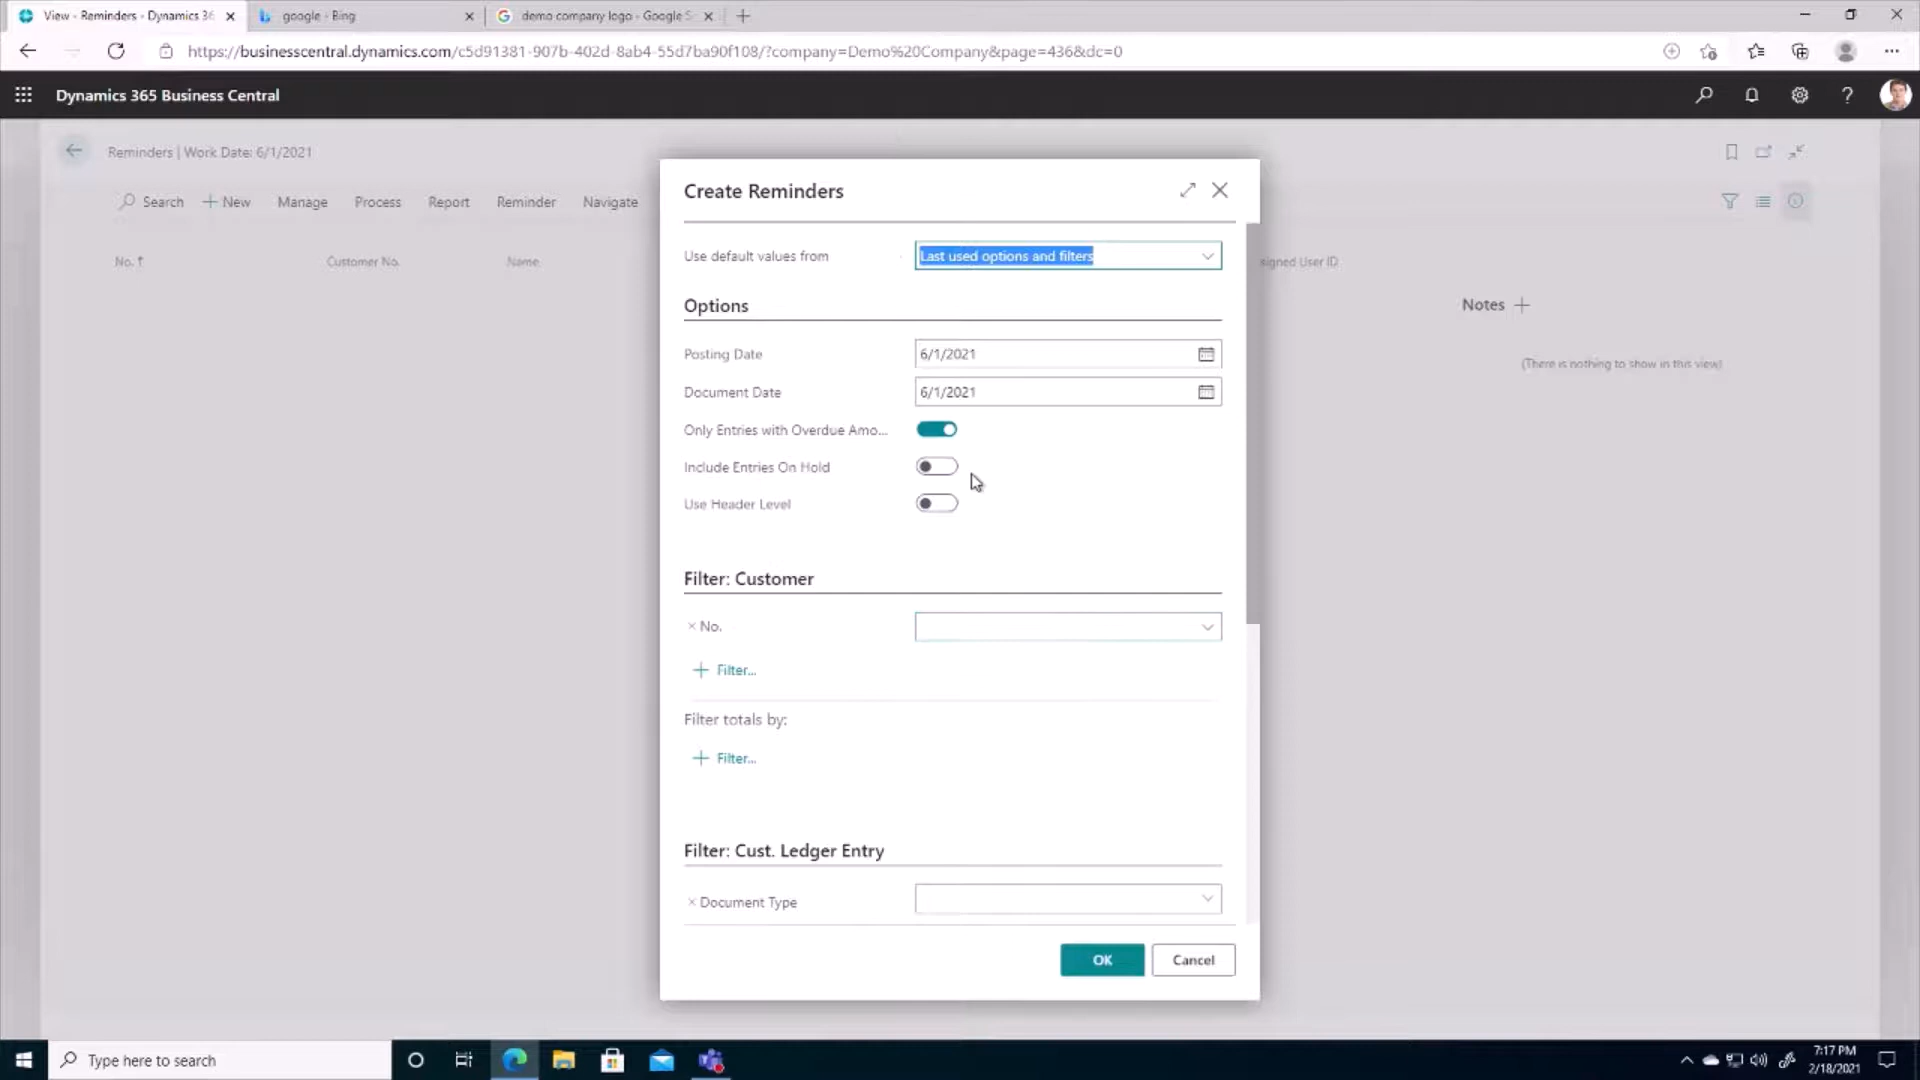 View - Reminders - Dynamics 36
google - Bing
demo company logo - Google S
https://businesscentral.dynamics.com/c5d91381-907b-402d-8ab4-55d7ba90f108/?company=Demo%20Company&page=436&dc=0
Dynamics 365 Business Central
Reminders | Work Date: 6/1/2021
Search
New
Manage
Process
Report
Reminder
Navigate
No. ↑
Customer No.
Name
signed User ID
Notes
(There is nothing to show in this view)
Create Reminders
Use default values from
Last used options and filters
Options
Posting Date
6/1/2021
Document Date
6/1/2021
Only Entries with Overdue Amo...
Include Entries On Hold
Use Header Level
Filter: Customer
× No.
+ Filter...
Filter totals by:
+ Filter...
Filter: Cust. Ledger Entry
× Document Type
OK
Cancel
Type here to search
7:17 PM
2/18/2021